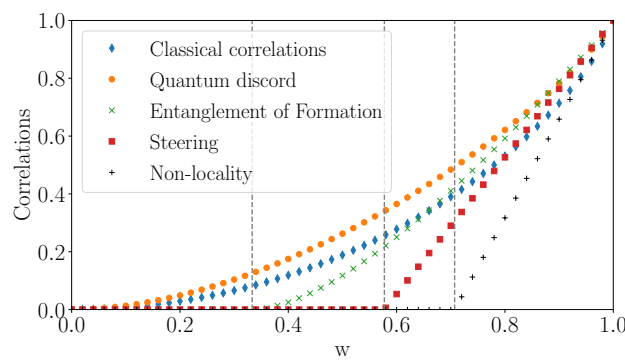 1.0
0.8
0.6
0.4
0.2
0.0
Correlations
Classical correlations
Quantum discord
Entanglement of Formation
Steering
Non-locality
0.0 0.2 0.4 0.6 0.8 1.0
w